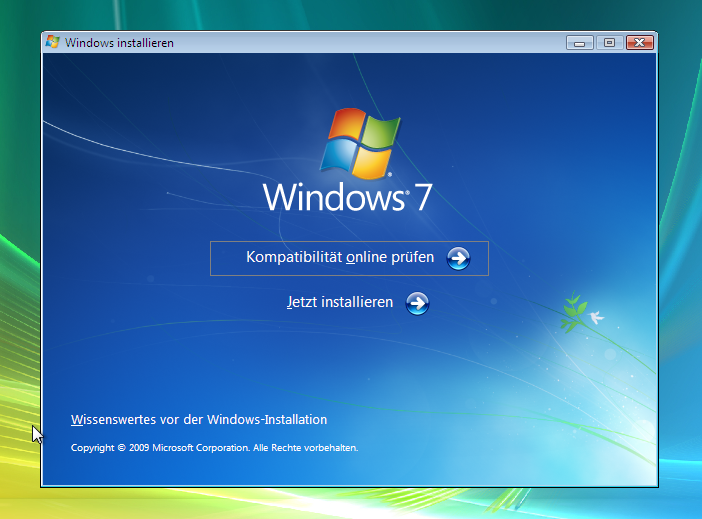 Windows installieren
Windows® 7
Kompatibilität online prüfen
Jetzt installieren
Wissenswertes vor der Windows-Installation
Copyright © 2009 Microsoft Corporation. Alle Rechte vorbehalten.